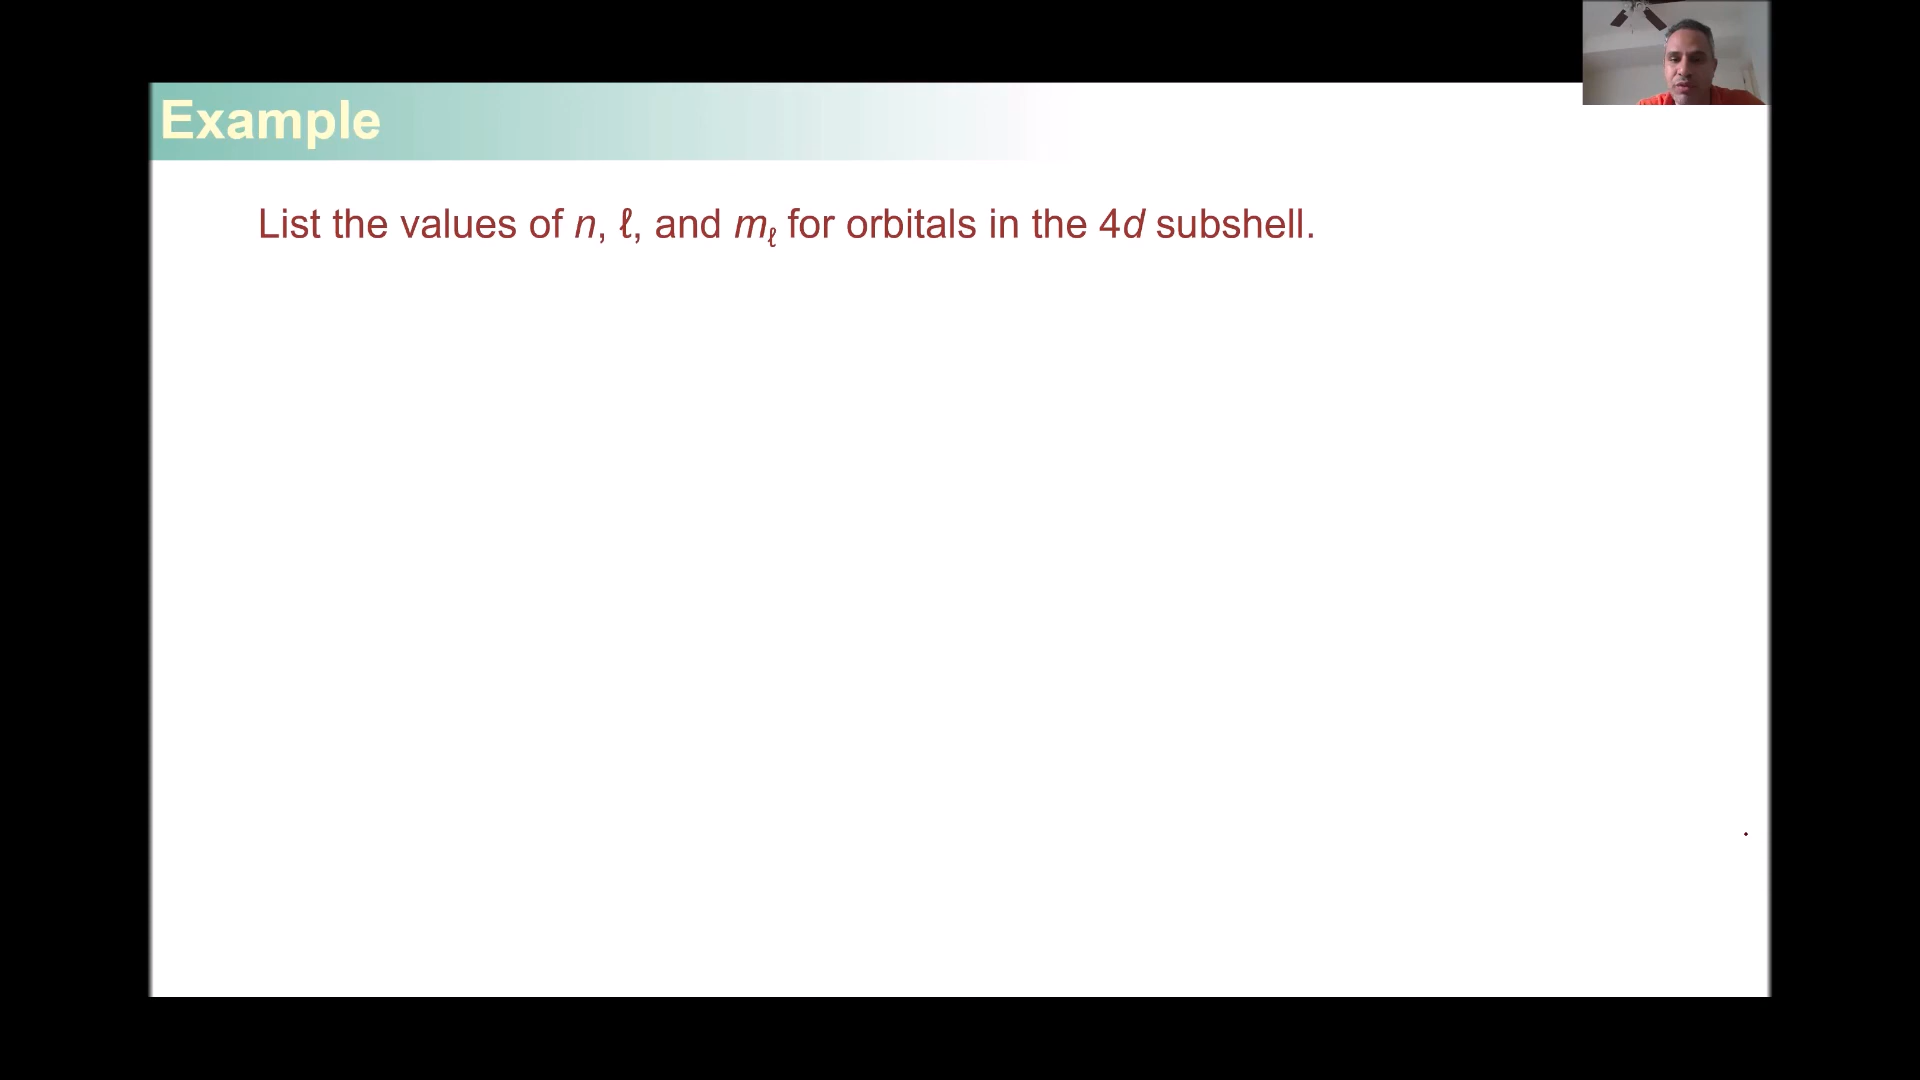 Example
List the values of n, ℓ, and mℓ for orbitals in the 4d subshell.